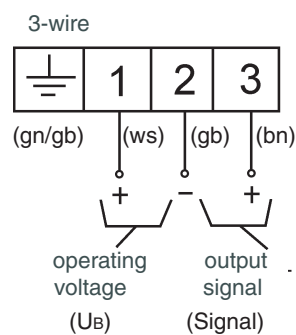 3-wire
1 2 3
(gn/gb) (ws) (gb) (bn)
+ − +
operating output
voltage signal
(UB) (Signal)